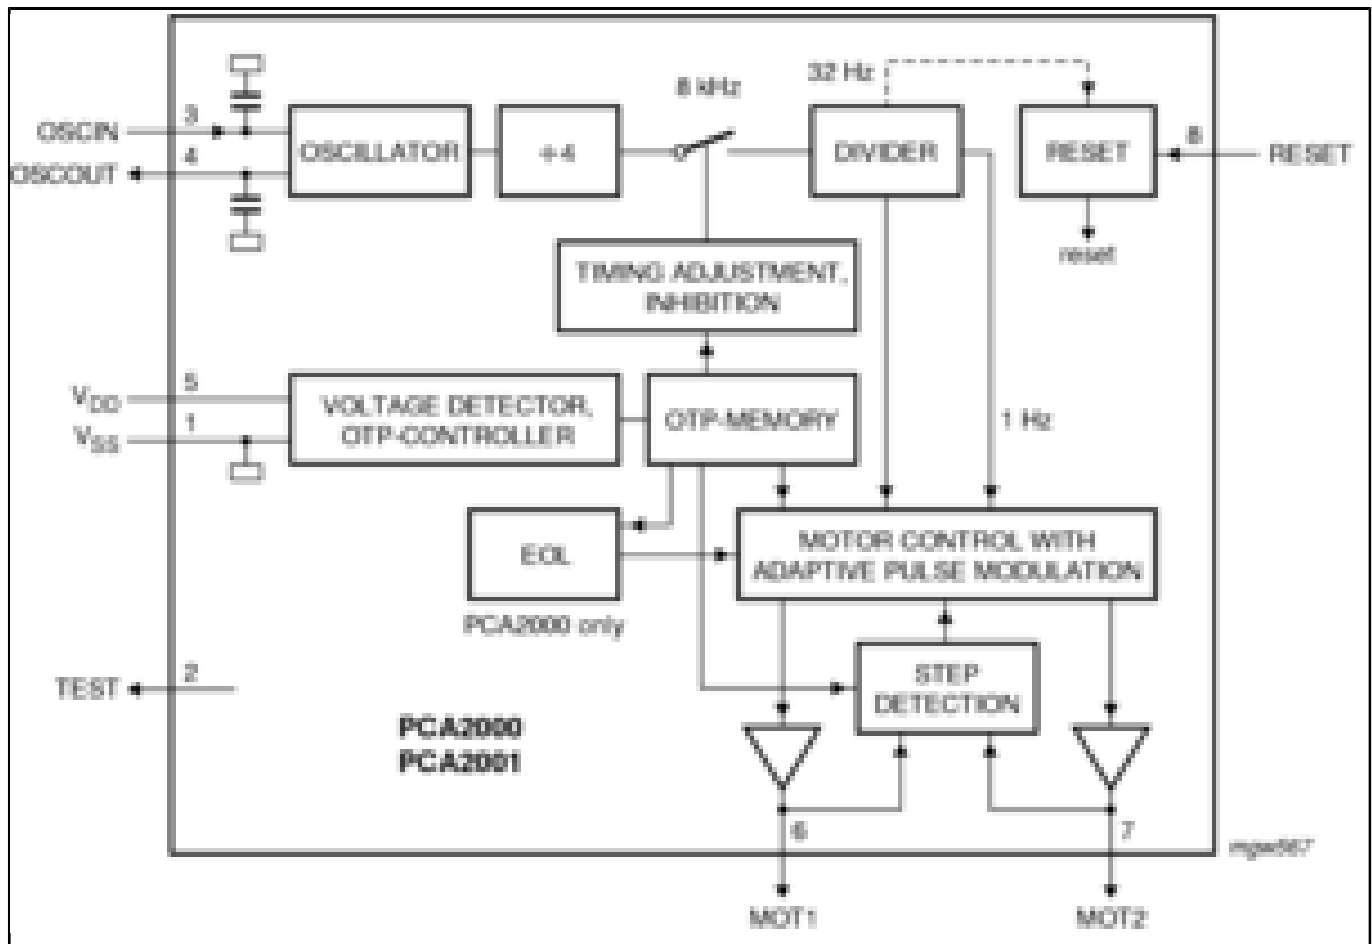 32 Hz
8 kHz
3
OSCIN
OSCILLATOR
÷4
DIVIDER
RESET
8
RESET
4
OSCOUT
reset
TIMING ADJUSTMENT,
INHIBITION
5
VDD
VOLTAGE DETECTOR,
OTP-CONTROLLER
OTP-MEMORY
1 Hz
1
VSS
EOL
MOTOR CONTROL WITH
ADAPTIVE PULSE MODULATION
PCA2000 only
2
TEST
STEP
DETECTION
PCA2000
PCA2001
6
7
mgw567
MOT1
MOT2